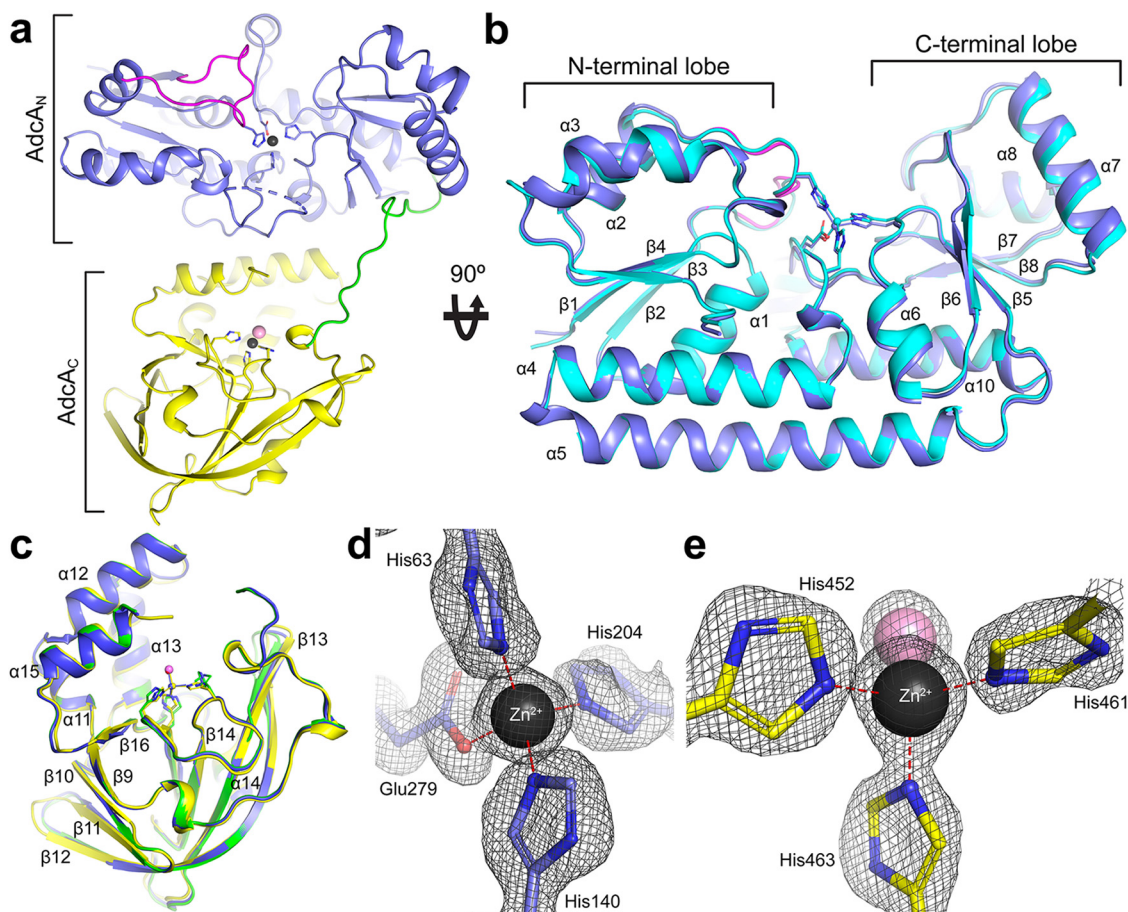 a
AdcA_N
AdcA_C
90º
b
N-terminal lobe
C-terminal lobe
α3
α2
β4
β3
β1
β2
α1
α4
α5
α8
α7
β7
β8
β6
β5
α6
α10
c
α12
α13
β13
α15
α11
β16
β14
β10
β9
α14
β11
β12
d
His63
His204
Zn²⁺
Glu279
His140
e
His452
Zn²⁺
His461
His463